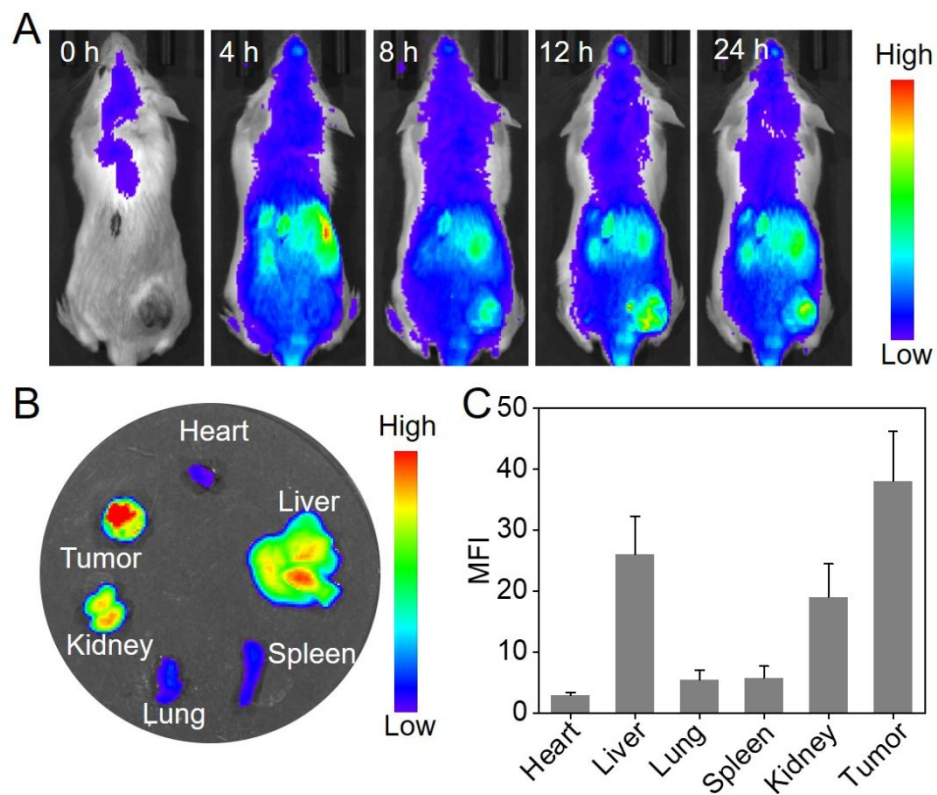 A
0 h
4 h
8 h
12 h
24 h
High
Low
B
Heart
Liver
Tumor
Kidney
Spleen
Lung
High
Low
C
50
40
30
20
10
0
MFI
Heart
Liver
Lung
Spleen
Kidney
Tumor